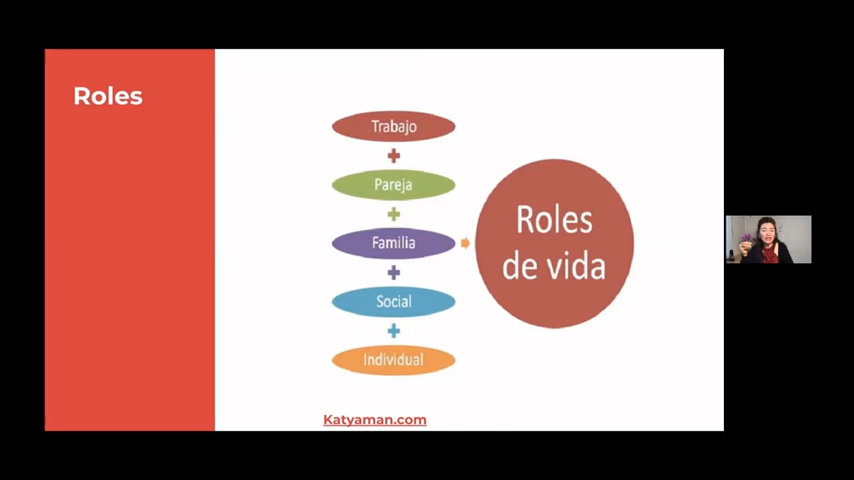 Roles
Trabajo
Pareja
Familia
Social
Individual
Roles
de vida
Katyaman.com